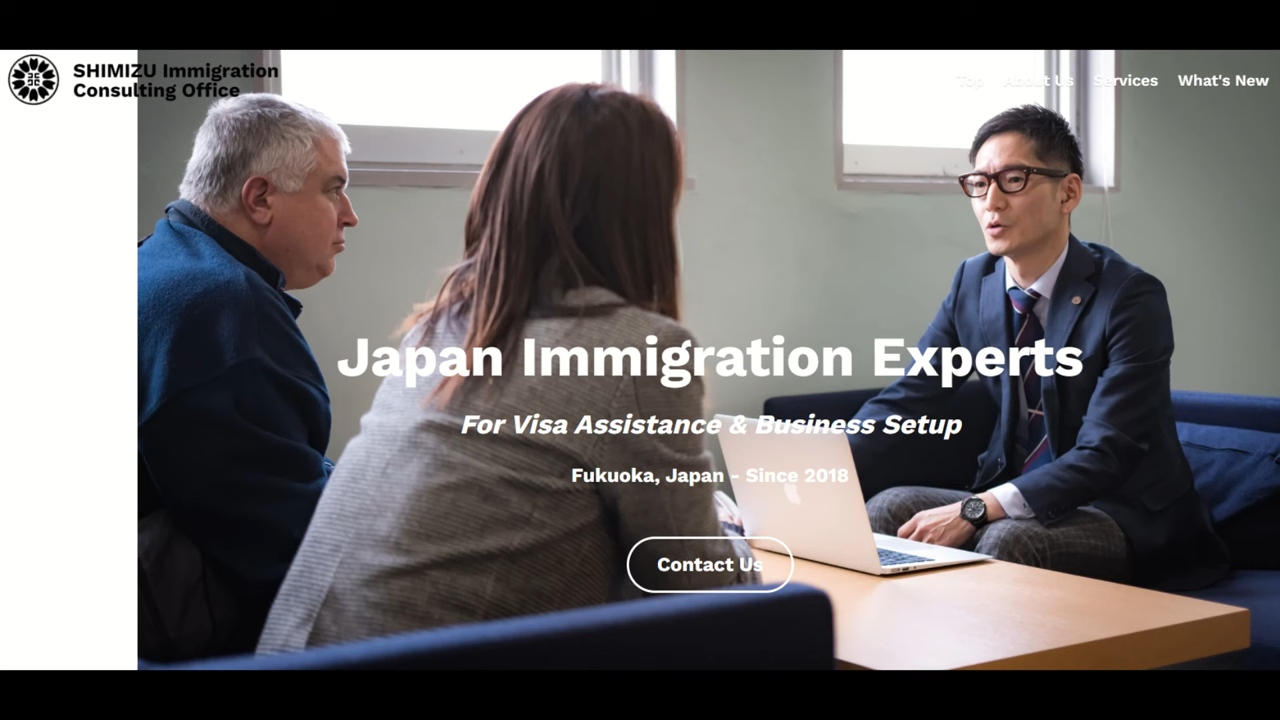 SHIMIZU Immigration
Consulting Office
Top About Us Services What's New
Japan Immigration Experts
For Visa Assistance & Business Setup
Fukuoka, Japan - Since 2018
Contact Us